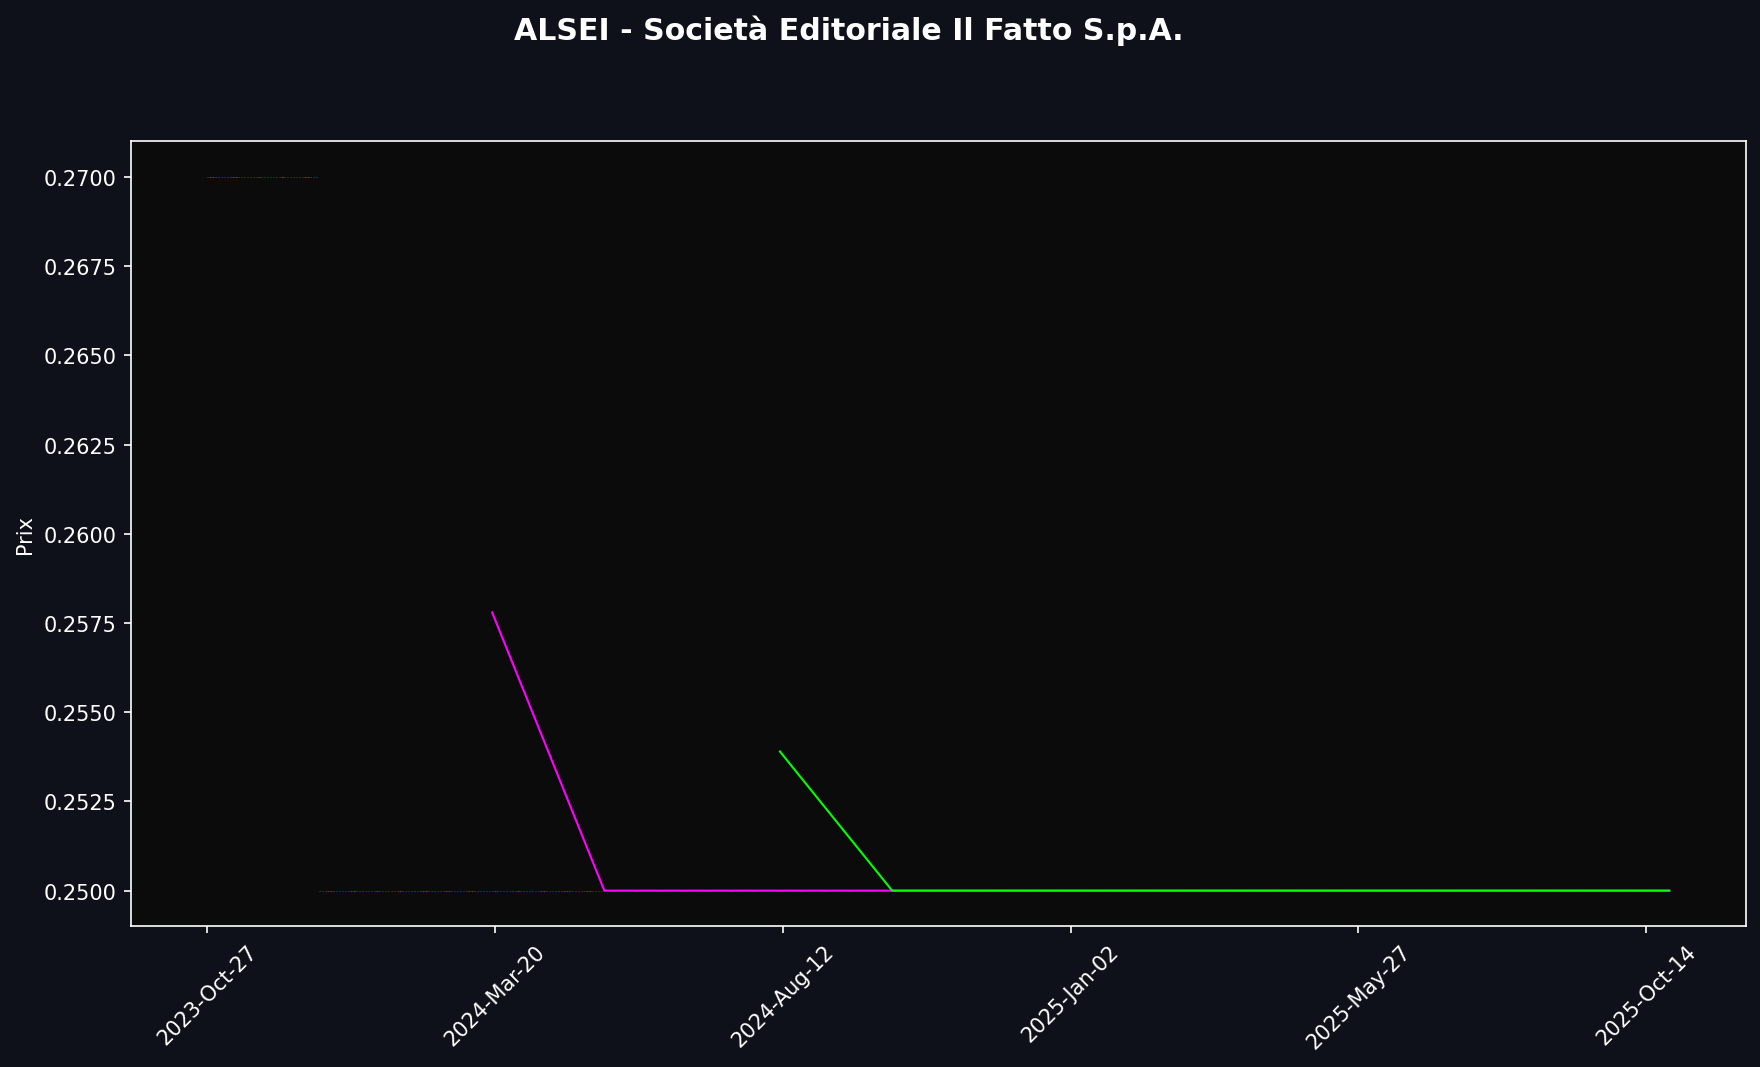 ALSEI - Società Editoriale Il Fatto S.p.A.
Prix
0.2700
0.2675
0.2650
0.2625
0.2600
0.2575
0.2550
0.2525
0.2500
2023-Oct-27
2024-Mar-20
2024-Aug-12
2025-Jan-02
2025-May-27
2025-Oct-14